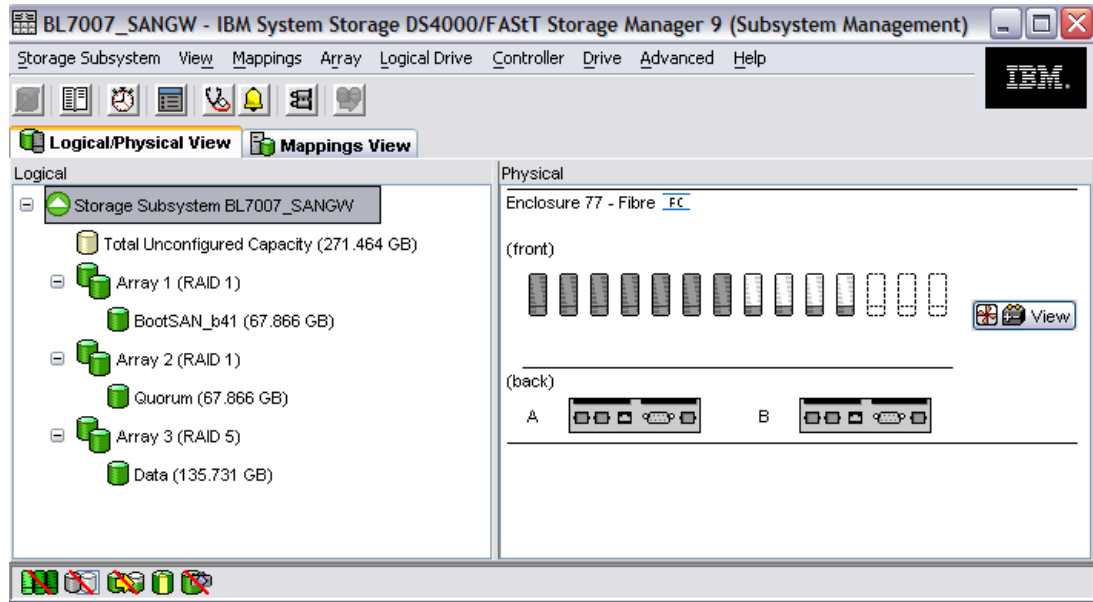 BL7007_SANGW - IBM System Storage DS4000/FAStT Storage Manager 9 (Subsystem Management)
Storage Subsystem View Mappings Array Logical Drive Controller Drive Advanced Help
IBM.
Logical/Physical View Mappings View
Logical
Storage Subsystem BL7007_SANGW
Total Unconfigured Capacity (271.464 GB)
Array 1 (RAID 1)
BootSAN_b41 (67.866 GB)
Array 2 (RAID 1)
Quorum (67.866 GB)
Array 3 (RAID 5)
Data (135.731 GB)
Physical
Enclosure 77 - Fibre FC
(front)
View
(back)
A B